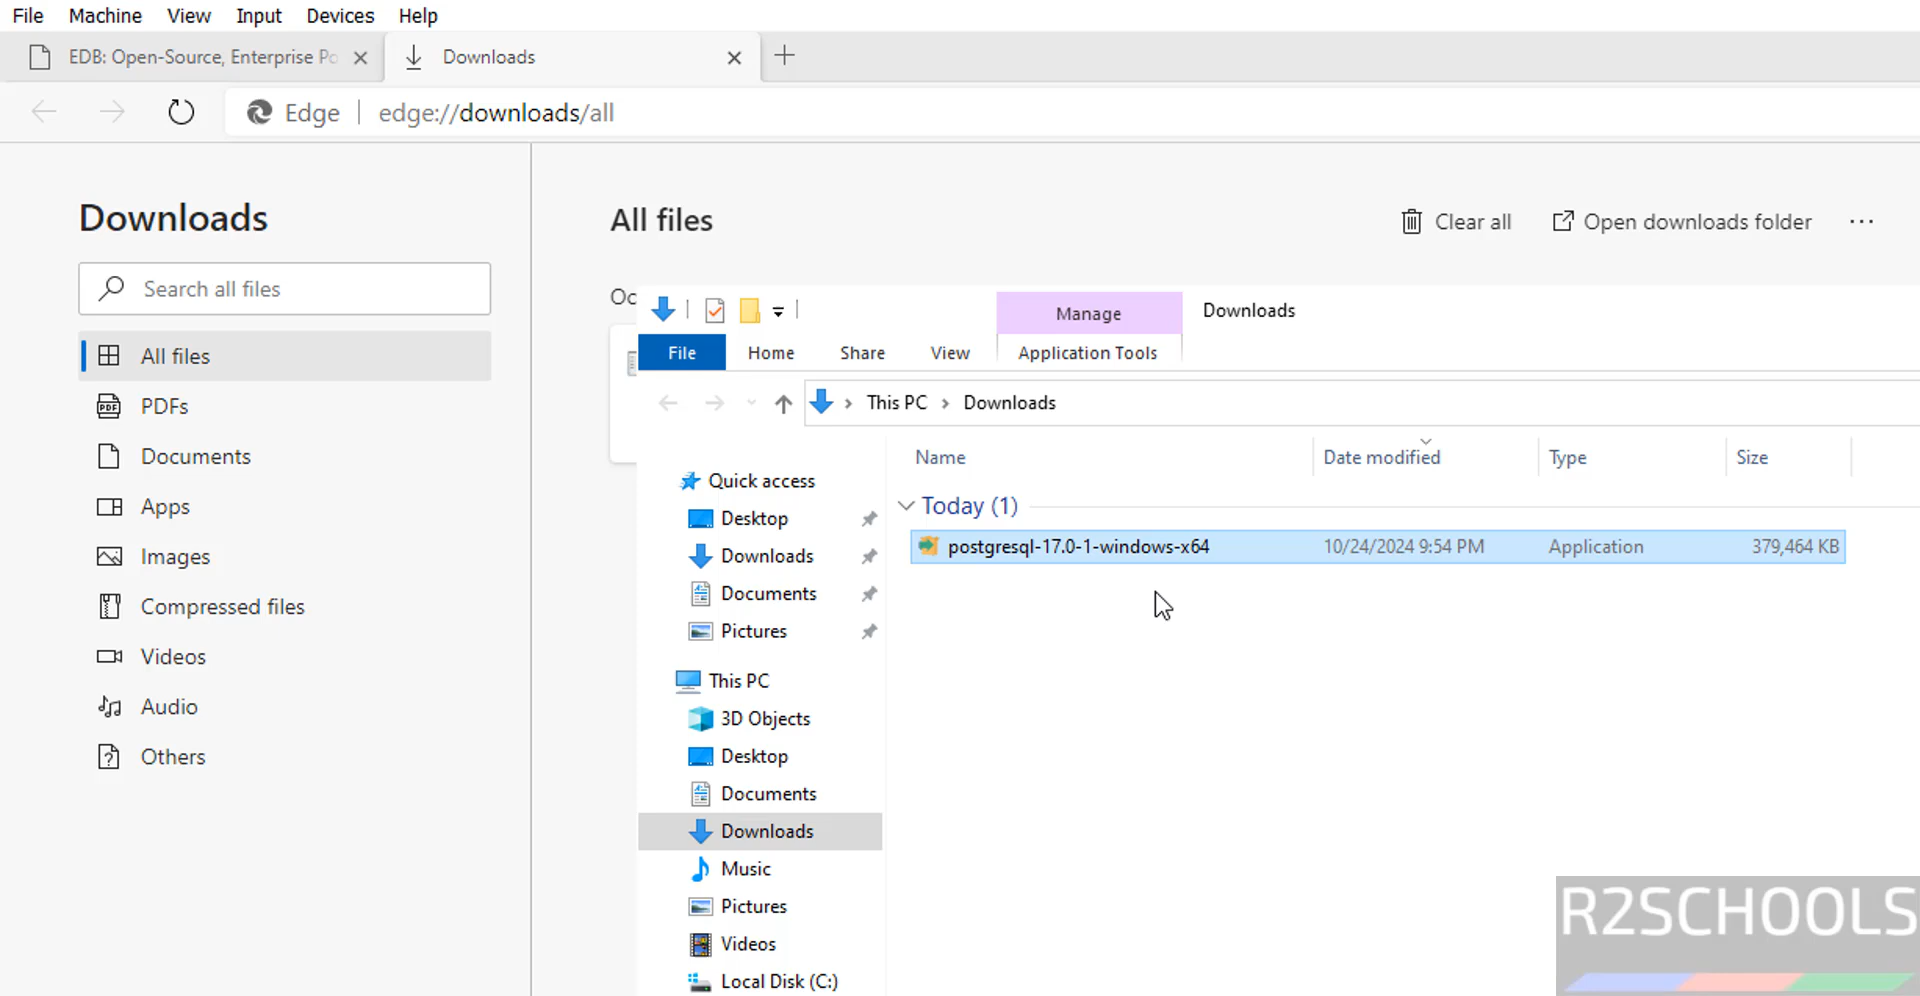 File Machine View Input Devices Help
EDB: Open-Source, Enterprise Po
Downloads
Edge edge://downloads/all
Downloads
All files
Clear all
Open downloads folder
Search all files
All files
PDFs
Documents
Apps
Images
Compressed files
Videos
Audio
Others
Oc
Manage
Downloads
File Home Share View Application Tools
This PC Downloads
Name Date modified Type Size
Today (1)
postgresql-17.0-1-windows-x64 10/24/2024 9:54 PM Application 379,464 KB
Quick access
Desktop
Downloads
Documents
Pictures
This PC
3D Objects
Desktop
Documents
Downloads
Music
Pictures
Videos
Local Disk (C:)
R2SCHOOLS